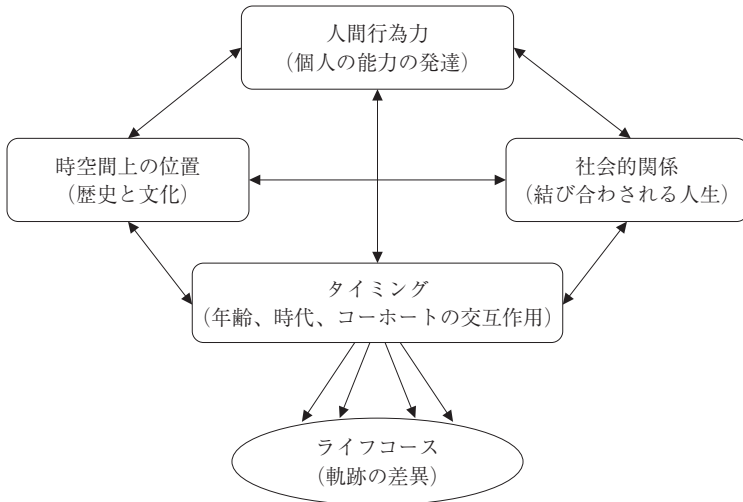 人間行為力
（個人の能力の発達）
時空間上の位置
（歴史と文化）
社会的関係
（結び合わされる人生）
タイミング
（年齢、時代、コーホートの交互作用）
ライフコース
（軌跡の差異）